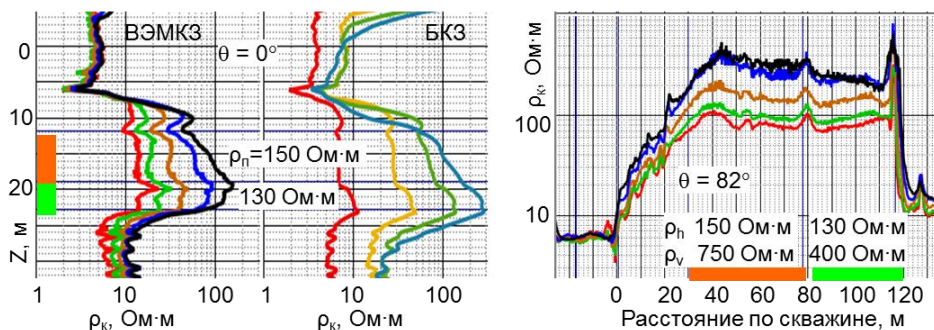 ВЭМКЗ
θ = 0°
БКЗ
0
10
20
Z, м
ρп=150 Ом·м
130 Ом·м
1
10
100
1
10
100
ρк, Ом·м
ρк, Ом·м
ρк, Ом·м
100
10
θ = 82°
ρh 150 Ом·м 130 Ом·м
ρv 750 Ом·м 400 Ом·м
0 20 40 60 80 100 120
Расстояние по скважине, м